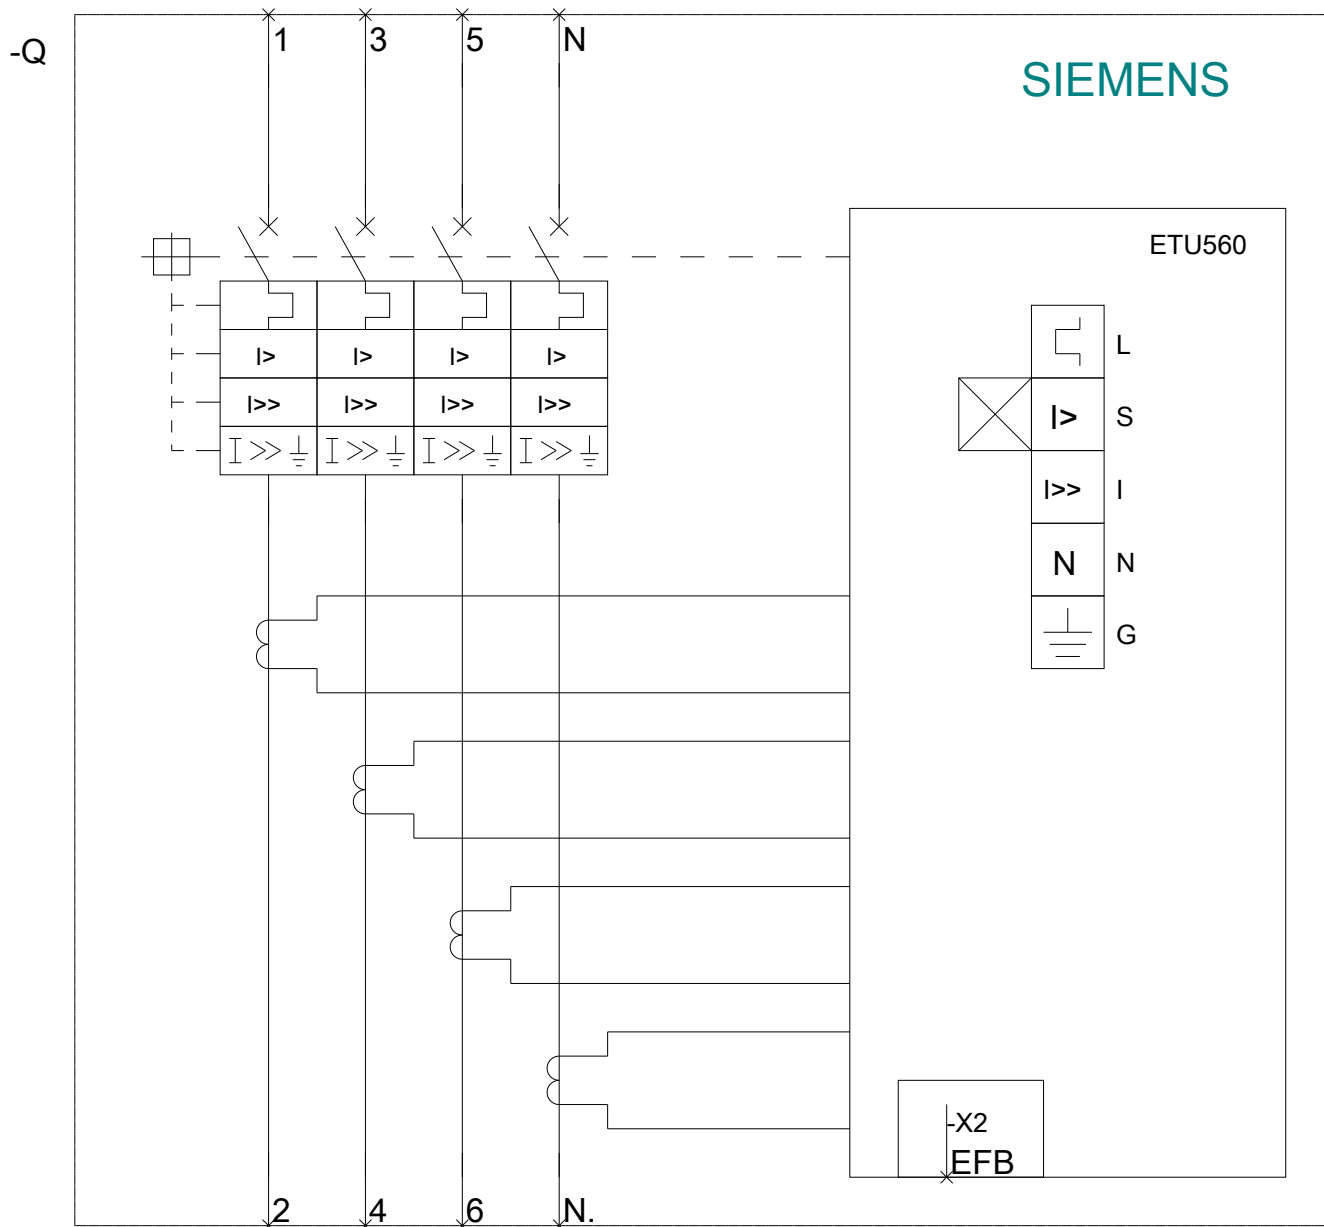 1 3 5 N
-Q
SIEMENS
ETU560
L
I> I> I> I>
I>> I>> I>> I>>
I>> I>> I>> I>>
I> S
I>> I
N N
G
-X2
EFB
2 4 6 N.